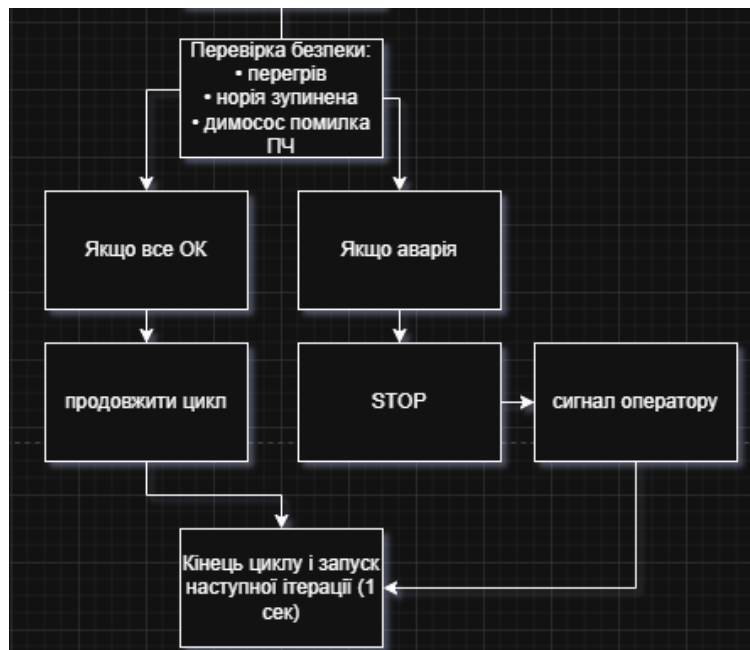 Перевірка безпеки:
• перегрів
• норія зупинена
• димосос помилка
ПЧ
Якщо все ОК
Якщо аварія
продовжити цикл
STOP
сигнал оператору
Кінець циклу і запуск
наступної ітерації (1
сек)